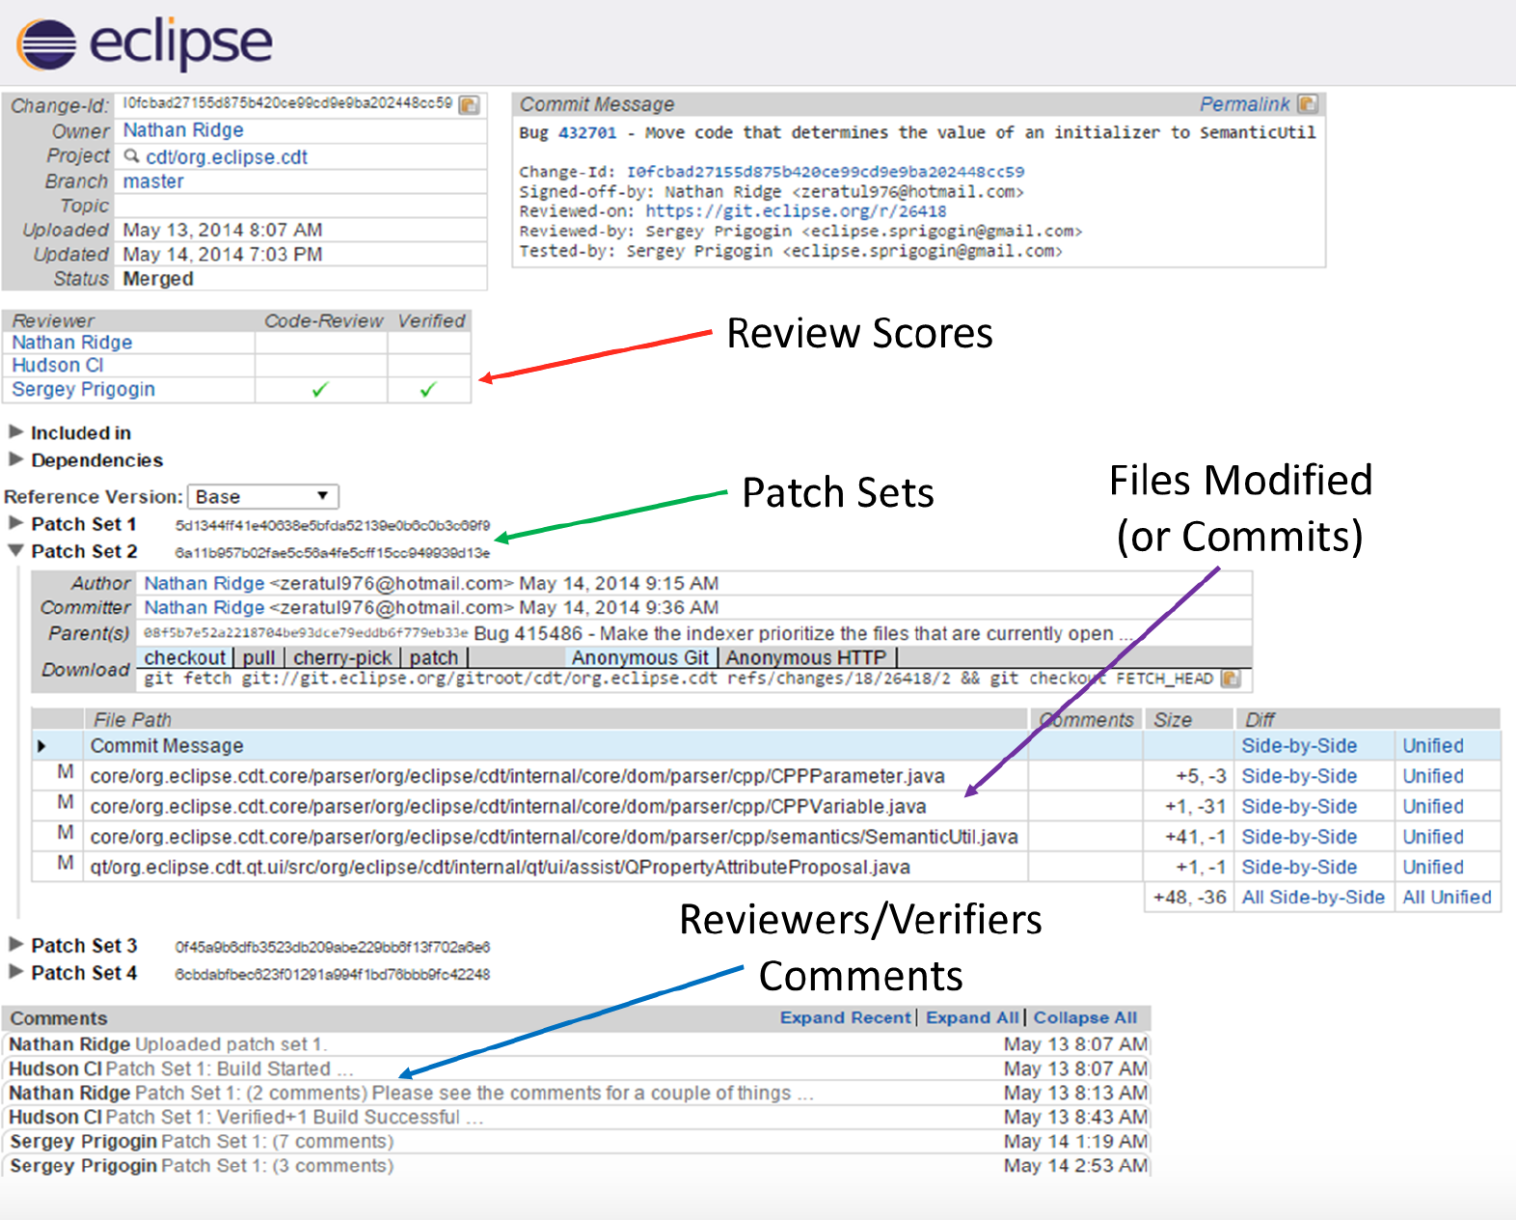 eclipse
Change-Id: I0fcbad27155d875b420ce99cd9e9ba202448cc59
Owner Nathan Ridge
Project cdt/org.eclipse.cdt
Branch master
Topic
Uploaded May 13, 2014 8:07 AM
Updated May 14, 2014 7:03 PM
Status Merged
Commit Message Permalink
Bug 432701 - Move code that determines the value of an initializer to SemanticUtil
Change-Id: I0fcbad27155d875b420ce99cd9e9ba202448cc59
Signed-off-by: Nathan Ridge <zeratul976@hotmail.com>
Reviewed-on: https://git.eclipse.org/r/26418
Reviewed-by: Sergey Prigogin <eclipse.sprigogin@gmail.com>
Tested-by: Sergey Prigogin <eclipse.sprigogin@gmail.com>
Reviewer Code-Review Verified
Nathan Ridge
Hudson CI
Sergey Prigogin ✓ ✓
Review Scores
Included in
Dependencies
Reference Version: Base
Patch Set 1 5d1344ff41e40638e5bfda52139e0b6c0b3c69f9
Patch Set 2 6a11b957b02fae5c56a4fe5cff15cc949939d13e
Patch Sets
Files Modified
(or Commits)
Author Nathan Ridge <zeratul976@hotmail.com> May 14, 2014 9:15 AM
Committer Nathan Ridge <zeratul976@hotmail.com> May 14, 2014 9:36 AM
Parent(s) 08f5b7e52a2218704be93dce79eddb6f779eb33e Bug 415486 - Make the indexer prioritize the files that are currently open ...
Download checkout | pull | cherry-pick | patch | Anonymous Git | Anonymous HTTP |
git fetch git://git.eclipse.org/gitroot/cdt/org.eclipse.cdt refs/changes/18/26418/2 && git checkout FETCH_HEAD
File Path Comments Size Diff
Commit Message Side-by-Side Unified
M core/org.eclipse.cdt.core/parser/org/eclipse/cdt/internal/core/dom/parser/cpp/CPPParameter.java +5, -3 Side-by-Side Unified
M core/org.eclipse.cdt.core/parser/org/eclipse/cdt/internal/core/dom/parser/cpp/CPPVariable.java +1, -31 Side-by-Side Unified
M core/org.eclipse.cdt.core/parser/org/eclipse/cdt/internal/core/dom/parser/cpp/semantics/SemanticUtil.java +41, -1 Side-by-Side Unified
M qt/org.eclipse.cdt.qt.ui/src/org/eclipse/cdt/internal/qt/ui/assist/QPropertyAttributeProposal.java +1, -1 Side-by-Side Unified
+48, -36 All Side-by-Side All Unified
Reviewers/Verifiers
Comments
Patch Set 3 0f45a9b6dfb3523db209abe229bb6f13f702a6e6
Patch Set 4 6cbdabfbec623f01291a994f1bd76bbb9fc42248
Comments Expand Recent | Expand All | Collapse All
Nathan Ridge Uploaded patch set 1. May 13 8:07 AM
Hudson CI Patch Set 1: Build Started ... May 13 8:07 AM
Nathan Ridge Patch Set 1: (2 comments) Please see the comments for a couple of things ... May 13 8:13 AM
Hudson CI Patch Set 1: Verified+1 Build Successful ... May 13 8:43 AM
Sergey Prigogin Patch Set 1: (7 comments) May 14 1:19 AM
Sergey Prigogin Patch Set 1: (3 comments) May 14 2:53 AM